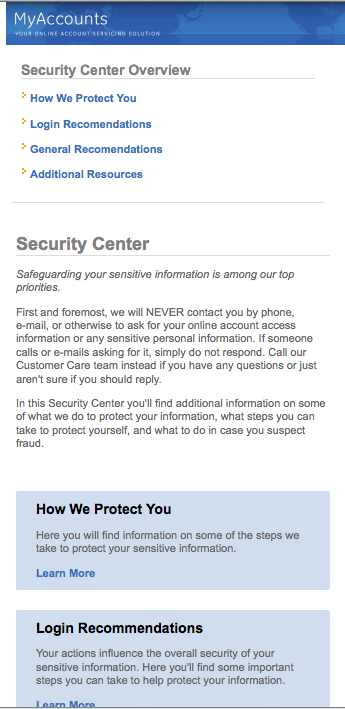 MyAccounts
YOUR ONLINE ACCOUNT SERVICING SOLUTION
Security Center Overview
How We Protect You
Login Recomendations
General Recomendations
Additional Resources
Security Center
Safeguarding your sensitive information is among our top
priorities.
First and foremost, we will NEVER contact you by phone,
e-mail, or otherwise to ask for your online account access
information or any sensitive personal information. If someone
calls or e-mails asking for it, simply do not respond. Call our
Customer Care team instead if you have any questions or just
aren't sure if you should reply.
In this Security Center you'll find additional information on some
of what we do to protect your information, what steps you can
take to protect yourself, and what to do in case you suspect
fraud.
How We Protect You
Here you will find information on some of the steps we
take to protect your sensitive information.
Learn More
Login Recommendations
Your actions influence the overall security of your
sensitive information. Here you'll find some important
steps you can take to help protect your information.
Learn More